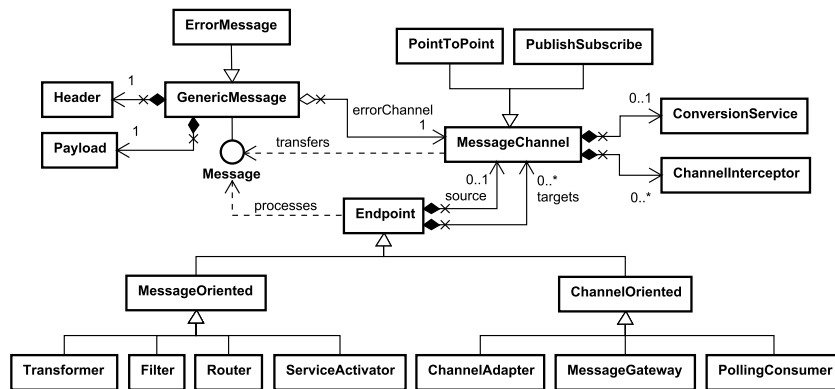 ErrorMessage
PointToPoint
PublishSubscribe
1
Header
GenericMessage
errorChannel
1
0..1
ConversionService
1
Payload
transfers
MessageChannel
Message
0..1
source
0..*
targets
ChannelInterceptor
0..*
processes
Endpoint
MessageOriented
ChannelOriented
Transformer
Filter
Router
ServiceActivator
ChannelAdapter
MessageGateway
PollingConsumer